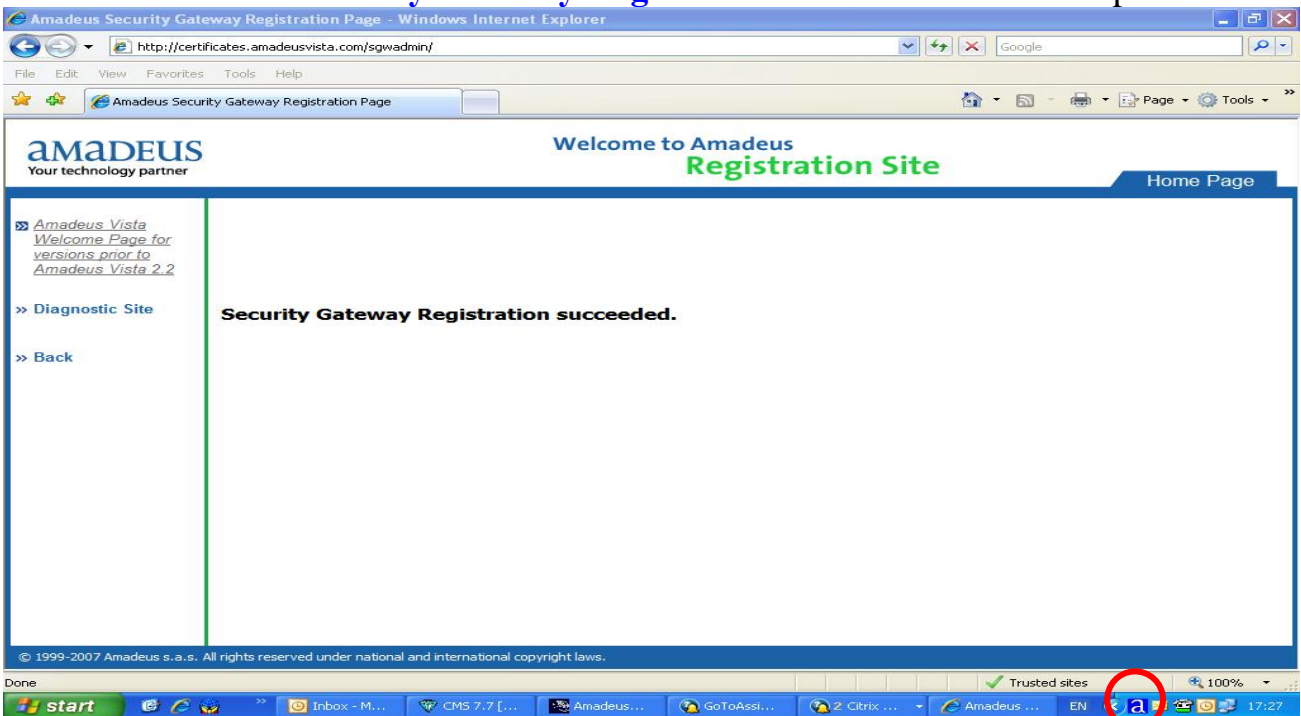 Amadeus Security Gateway Registration Page - Windows Internet Explorer
http://certificates.amadeusvista.com/sgwadmin/
Google
File Edit View Favorites Tools Help
Amadeus Security Gateway Registration Page
Page Tools
amadeus
Your technology partner
Welcome to Amadeus
Registration Site
Home Page
Amadeus Vista
Welcome Page for
versions prior to
Amadeus Vista 2.2
» Diagnostic Site
Security Gateway Registration succeeded.
» Back
© 1999-2007 Amadeus s.a.s. All rights reserved under national and international copyright laws.
Done
Trusted sites
100%
start
Inbox - M...
CMS 7.7 [...
Amadeus...
GoToAssi...
2 Citrix ...
Amadeus ...
EN
a
17:27